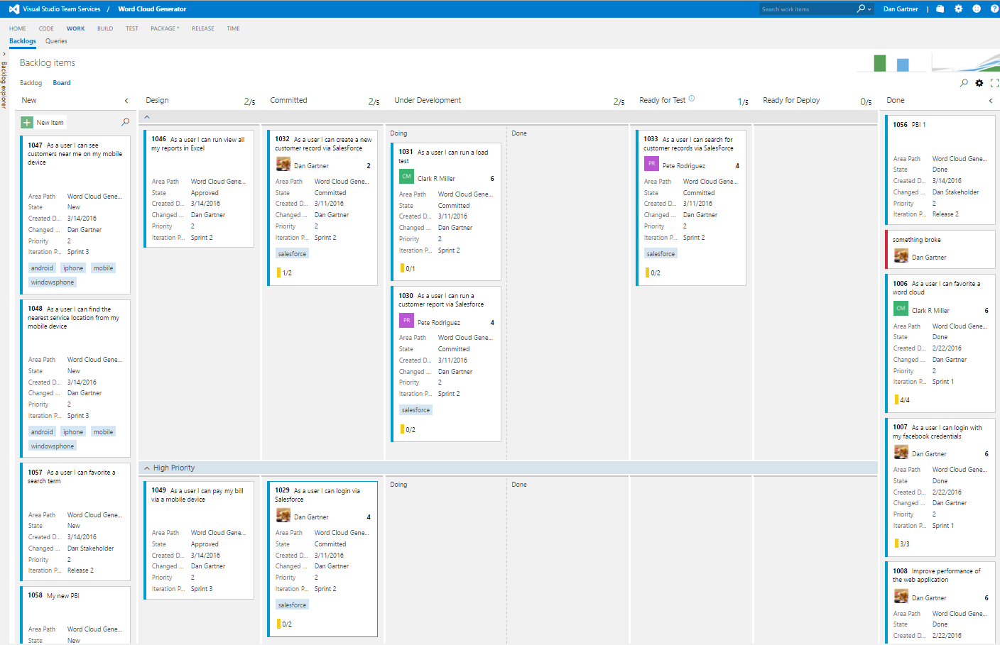 Visual Studio Team Services / Word Cloud Generator
Search work items
Dan Gartner |
HOME CODE WORK BUILD TEST PACKAGE * RELEASE TIME
Backlogs Queries
Backlog explorer
Backlog items
Backlog Board
New
New item
1047 As a user I can see
customers near me on my mobile
device
Area Path Word Cloud Gene...
State New
Created D... 3/14/2016
Changed ... Dan Gartner
Priority 2
Iteration P... Sprint 3
android iphone mobile
windowsphone
1048 As a user I can find the
nearest service location from my
mobile device
Area Path Word Cloud Gene...
State New
Created D... 3/14/2016
Changed ... Dan Gartner
Priority 2
Iteration P... Sprint 3
android iphone mobile
windowsphone
1057 As a user I can favorite a
search term
Area Path Word Cloud Gene...
State New
Created D... 3/14/2016
Changed ... Dan Stakeholder
Priority 2
Iteration P... Release 2
1058 My new PBI
Area Path Word Cloud Gene...
State New
Design 2/5
1046 As a user I can run view all
my reports in Excel
Area Path Word Cloud Gene...
State Approved
Created D... 3/14/2016
Changed ... Dan Gartner
Priority 2
Iteration P... Sprint 2
Committed 2/5
1032 As a user I can create a new
customer record via SalesForce
Dan Gartner 2
Area Path Word Cloud Gene...
State Committed
Created D... 3/11/2016
Changed ... Dan Gartner
Priority 2
Iteration P... Sprint 2
salesforce
1/2
Under Development 2/5
Doing
1031 As a user I can run a load
test
CM Clark R Miller 6
Area Path Word Cloud Gene...
State Committed
Created D... 3/11/2016
Changed ... Dan Gartner
Priority 2
Iteration P... Sprint 2
0/1
1030 As a user I can run a
customer report via Salesforce
PR Pete Rodriguez 4
Area Path Word Cloud Gene...
State Committed
Created D... 3/11/2016
Changed ... Dan Gartner
Priority 2
Iteration P... Sprint 2
salesforce
0/2
Done
Ready for Test 1/5
1033 As a user I can search for
customer records via SalesForce
PR Pete Rodriguez 4
Area Path Word Cloud Gene...
State Committed
Created D... 3/11/2016
Changed ... Dan Gartner
Priority 2
Iteration P... Sprint 2
salesforce
0/2
Ready for Deploy 0/5
High Priority
1049 As a user I can pay my bill
via a mobile device
Area Path Word Cloud Gene...
State Approved
Created D... 3/14/2016
Changed ... Dan Gartner
Priority 2
Iteration P... Sprint 3
1029 As a user I can login via
Salesforce
Dan Gartner 4
Area Path Word Cloud Gene...
State Committed
Created D... 3/11/2016
Changed ... Dan Gartner
Priority 2
Iteration P... Sprint 2
salesforce
0/2
Doing
Done
Done
1056 PBI 1
Area Path Word Cloud Gene...
State Done
Created D... 3/14/2016
Changed ... Dan Stakeholder
Priority 2
Iteration P... Release 2
something broke
Dan Gartner
1006 As a user I can favorite a
word cloud
CM Clark R Miller 6
Area Path Word Cloud Gene...
State Done
Created D... 2/22/2016
Changed ... Dan Gartner
Priority 2
Iteration P... Sprint 1
4/4
1007 As a user I can login with
my facebook credentials
Dan Gartner 6
Area Path Word Cloud Gene...
State Done
Created D... 2/22/2016
Changed ... Dan Gartner
Priority 2
Iteration P... Sprint 1
3/3
1008 Improve performance of
the web application
Dan Gartner 6
Area Path Word Cloud Gene...
State Done
Created D... 2/22/2016